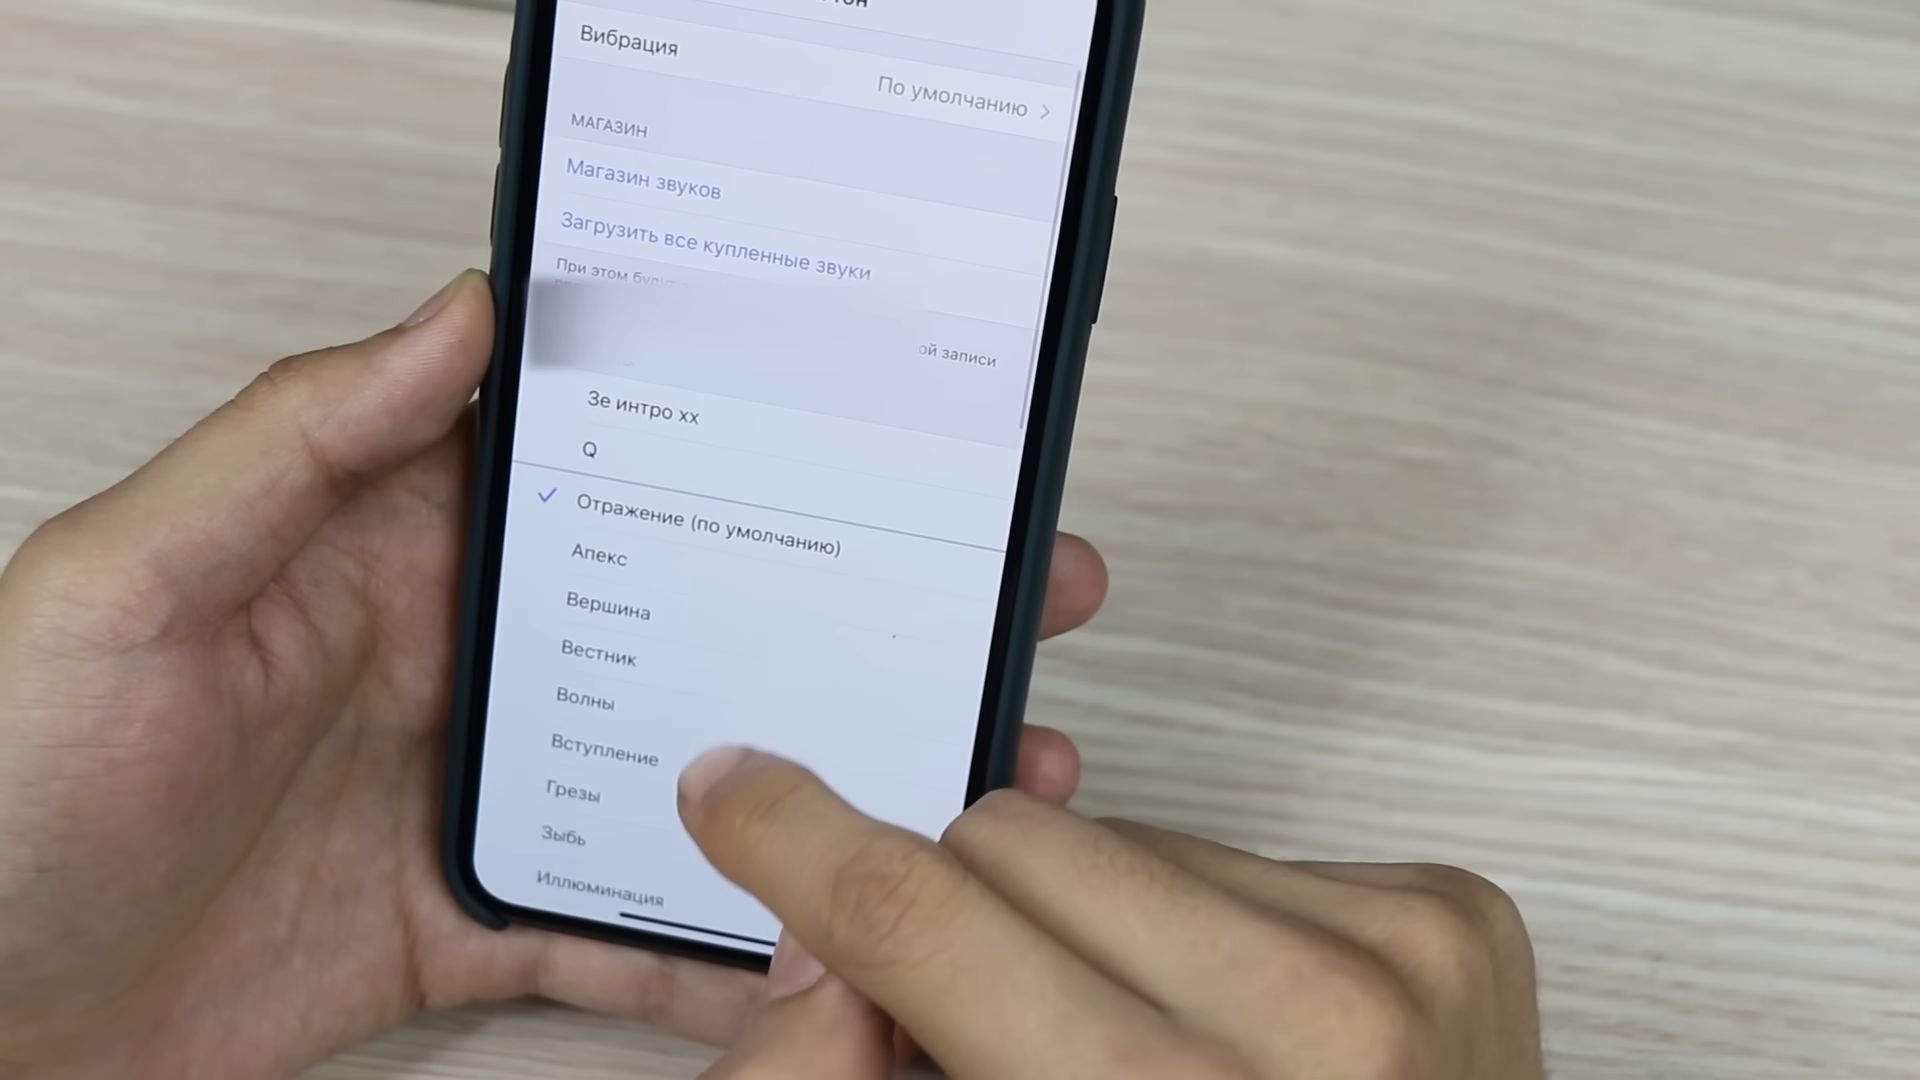 Вибрация
По умолчанию
МАГАЗИН
Магазин звуков
Загрузить все купленные звуки
При этом будут
записи
Зе интро хх
Q
Отражение (по умолчанию)
Апекс
Вершина
Вестник
Волны
Вступление
Грезы
Зыбь
Иллюминация